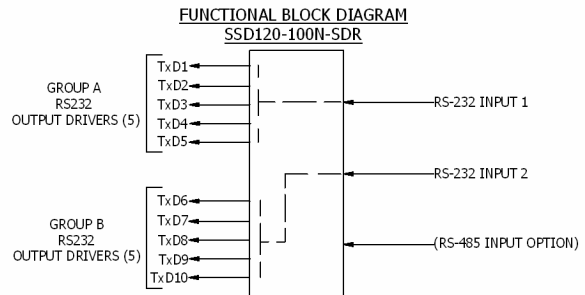 FUNCTIONAL BLOCK DIAGRAM
SSD120-100N-SDR
GROUP A
RS232
OUTPUT DRIVERS (5)
TxD1
TxD2
TxD3
TxD4
TxD5
RS-232 INPUT 1
RS-232 INPUT 2
GROUP B
RS232
OUTPUT DRIVERS (5)
TxD6
TxD7
TxD8
TxD9
TxD10
(RS-485 INPUT OPTION)